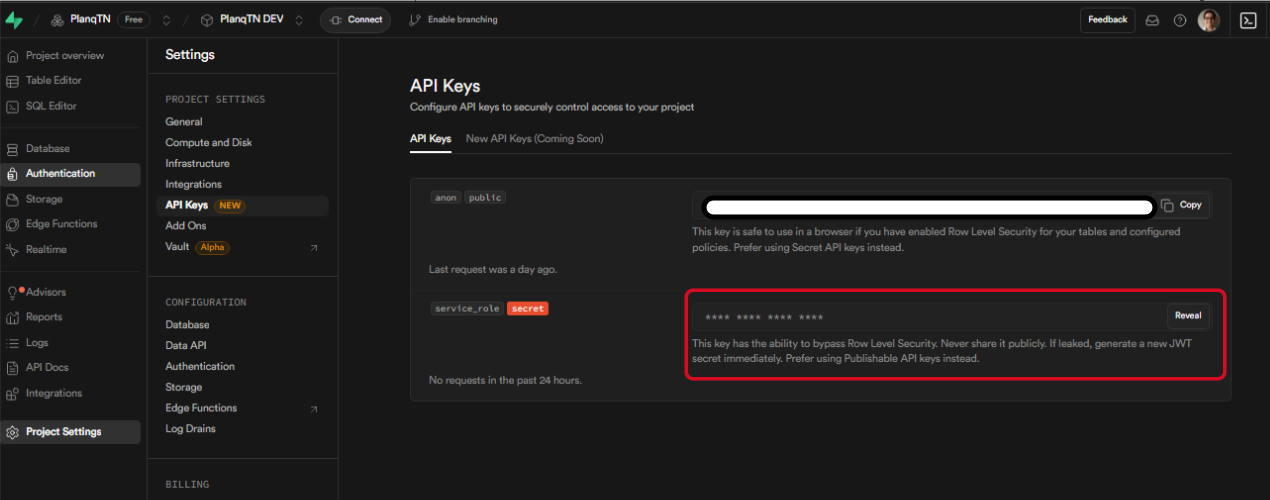 PlanqTN Free PlanqTN DEV Connect Enable branching Feedback
Project overview
Table Editor
SQL Editor
Database
Authentication
Storage
Edge Functions
Realtime
Advisors
Reports
Logs
API Docs
Integrations
Project Settings
Settings
PROJECT SETTINGS
General
Compute and Disk
Infrastructure
Integrations
API Keys NEW
Add Ons
Vault Alpha
CONFIGURATION
Database
Data API
Authentication
Storage
Edge Functions
Log Drains
BILLING
API Keys
Configure API keys to securely control access to your project
API Keys New API Keys (Coming Soon)
anon public
Copy
This key is safe to use in a browser if you have enabled Row Level Security for your tables and configured
policies. Prefer using Secret API keys instead.
Last request was a day ago.
service_role secret
**** **** **** **** Reveal
This key has the ability to bypass Row Level Security. Never share it publicly. If leaked, generate a new JWT
secret immediately. Prefer using Publishable API keys instead.
No requests in the past 24 hours.